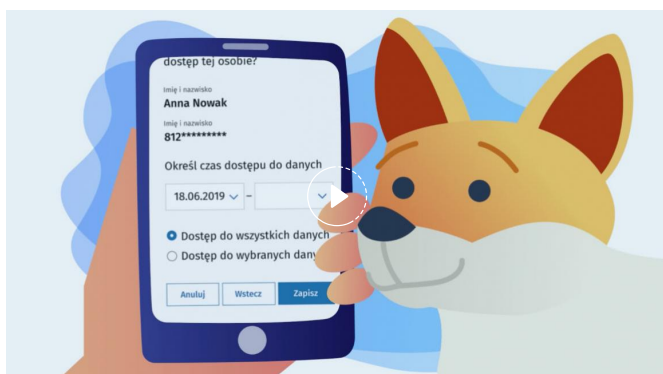 dostęp tej osobie?
Imię i nazwisko
Anna Nowak
Imię i nazwisko
812*********
Określ czas dostępu do danych
18.06.2019 –
Dostęp do wszystkich danych
Dostęp do wybranych dany
Anuluj Wstecz Zapisz